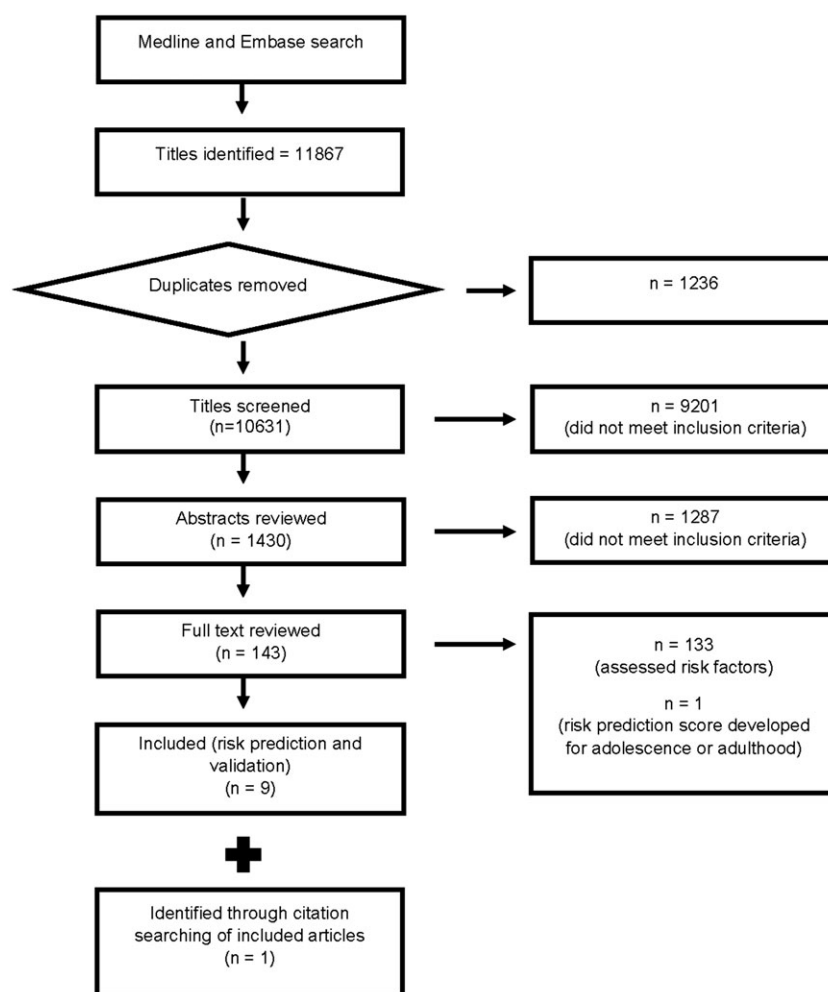 Medline and Embase search
Titles identified = 11867
Duplicates removed
n = 1236
Titles screened
(n=10631)
n = 9201
(did not meet inclusion criteria)
Abstracts reviewed
(n = 1430)
n = 1287
(did not meet inclusion criteria)
Full text reviewed
(n = 143)
n = 133
(assessed risk factors)
n = 1
(risk prediction score developed
for adolescence or adulthood)
Included (risk prediction and
validation)
(n = 9)
Identified through citation
searching of included articles
(n = 1)